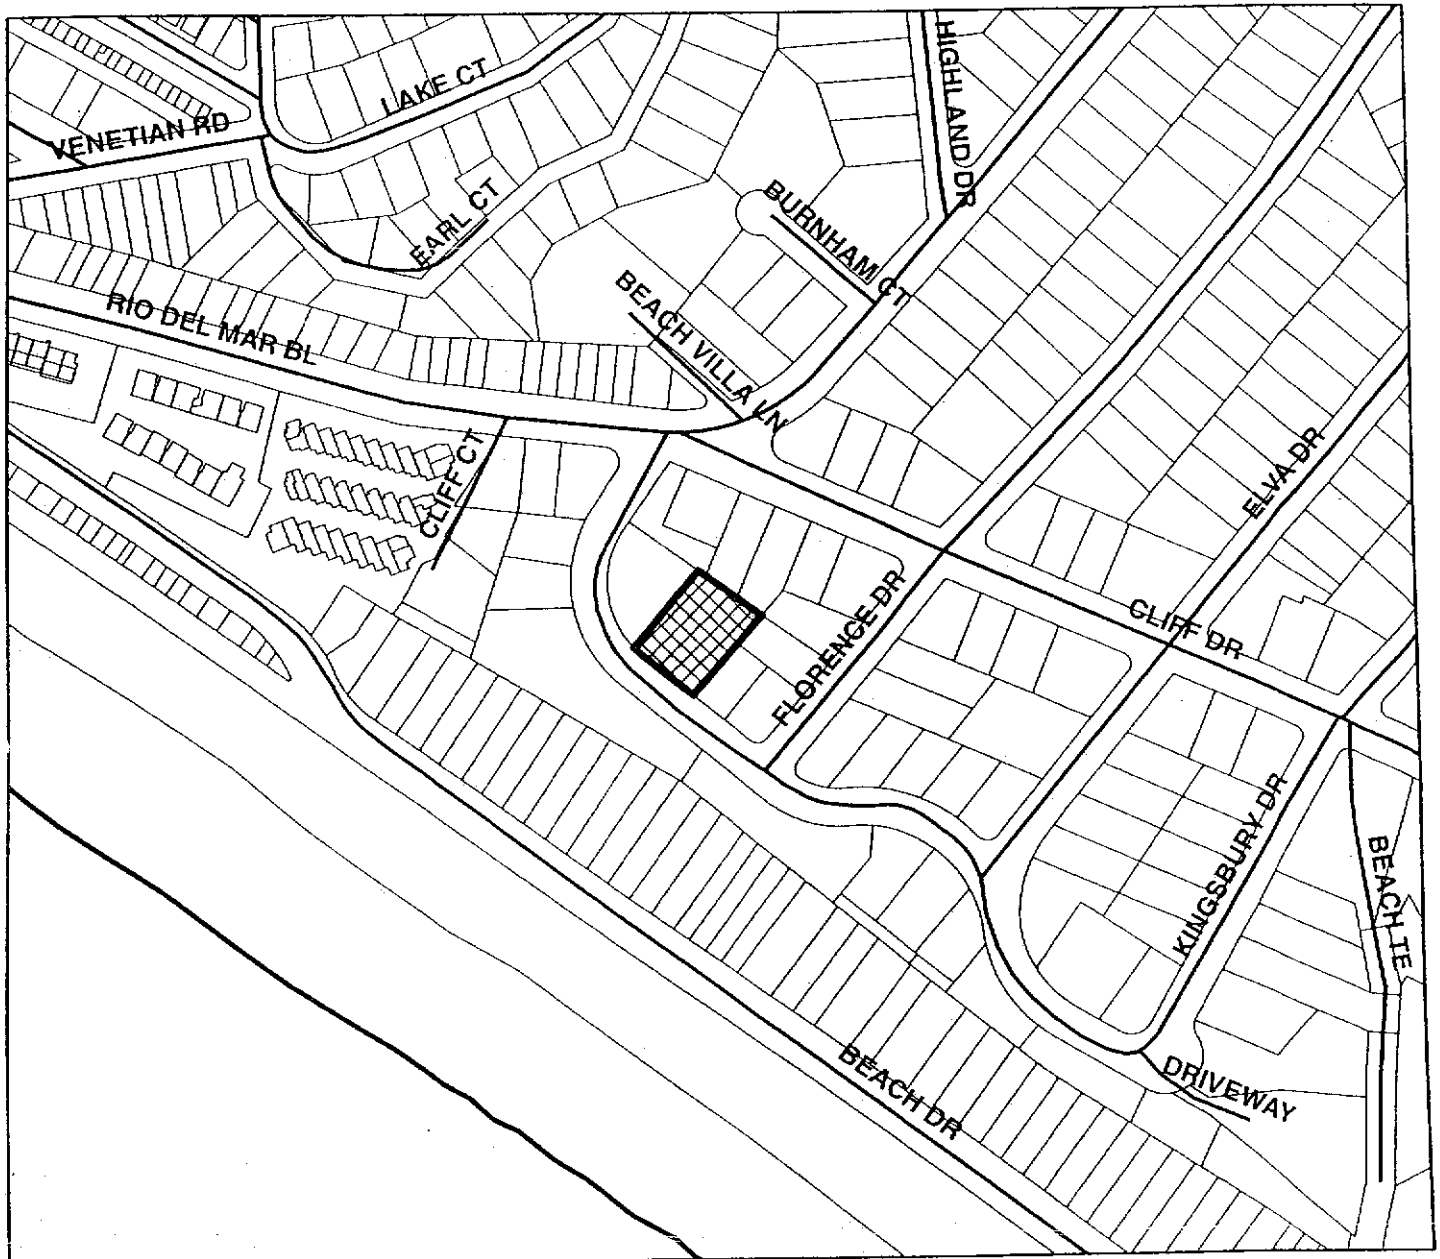 HIGHLAND DR
LAKE CT
VENETIAN RD
EARL CT
BURNHAM CT
BEACH VILLA LN
RIO DEL MAR BL
CLIFF CT
ELVA DR
FLORENCE DR
CLIFF DR
KINGSBURY DR
BEACH TE
BEACH DR
DRIVEWAY